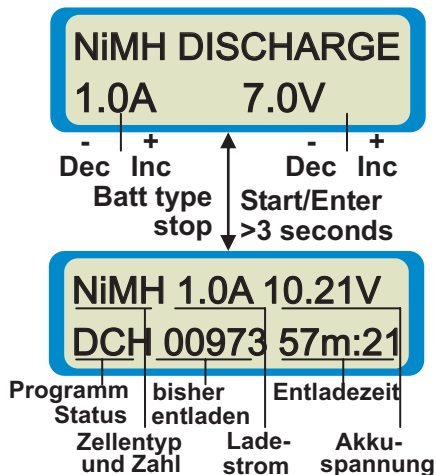 NiMH DISCHARGE
1.0A 7.0V
- + - +
Dec Inc Dec Inc
Batt type Start/Enter
stop >3 seconds
NiMH 1.0A 10.21V
DCH 00973 57m:21
Programm bisher Entladezeit
Status entladen
Zellentyp Lade- Akku-
und Zahl strom spannung